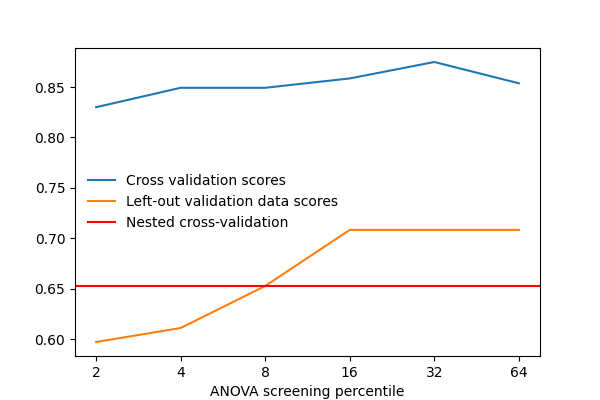 0.85
0.80
0.75
0.70
0.65
0.60
Cross validation scores
Left-out validation data scores
Nested cross-validation
2 4 8 16 32 64
ANOVA screening percentile